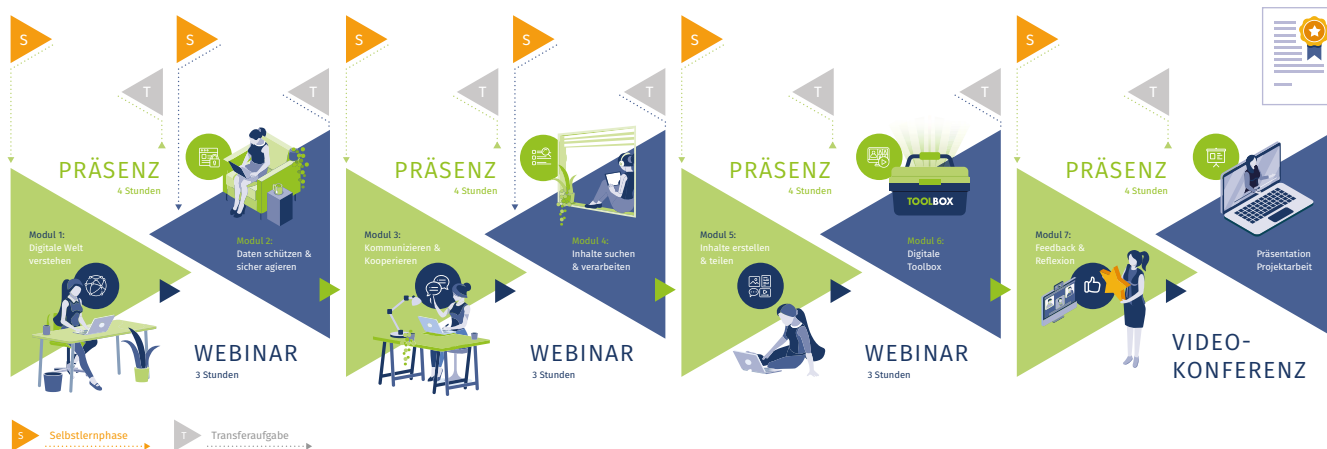 S
S
S
S
S
S
S
T
T
T
T
T
T
T
PRÄSENZ
4 Stunden
Modul 1:
Digitale Welt
verstehen
Modul 2:
Daten schützen &
sicher agieren
WEBINAR
3 Stunden
PRÄSENZ
4 Stunden
Modul 3:
Kommunizieren &
Kooperieren
Modul 4:
Inhalte suchen
& verarbeiten
WEBINAR
3 Stunden
PRÄSENZ
4 Stunden
Modul 5:
Inhalte erstellen
& teilen
TOOLBOX
Modul 6:
Digitale
Toolbox
WEBINAR
3 Stunden
PRÄSENZ
4 Stunden
Modul 7:
Feedback &
Reflexion
Präsentation
Projektarbeit
VIDEO-
KONFERENZ
S Selbstlernphase
T Transferaufgabe